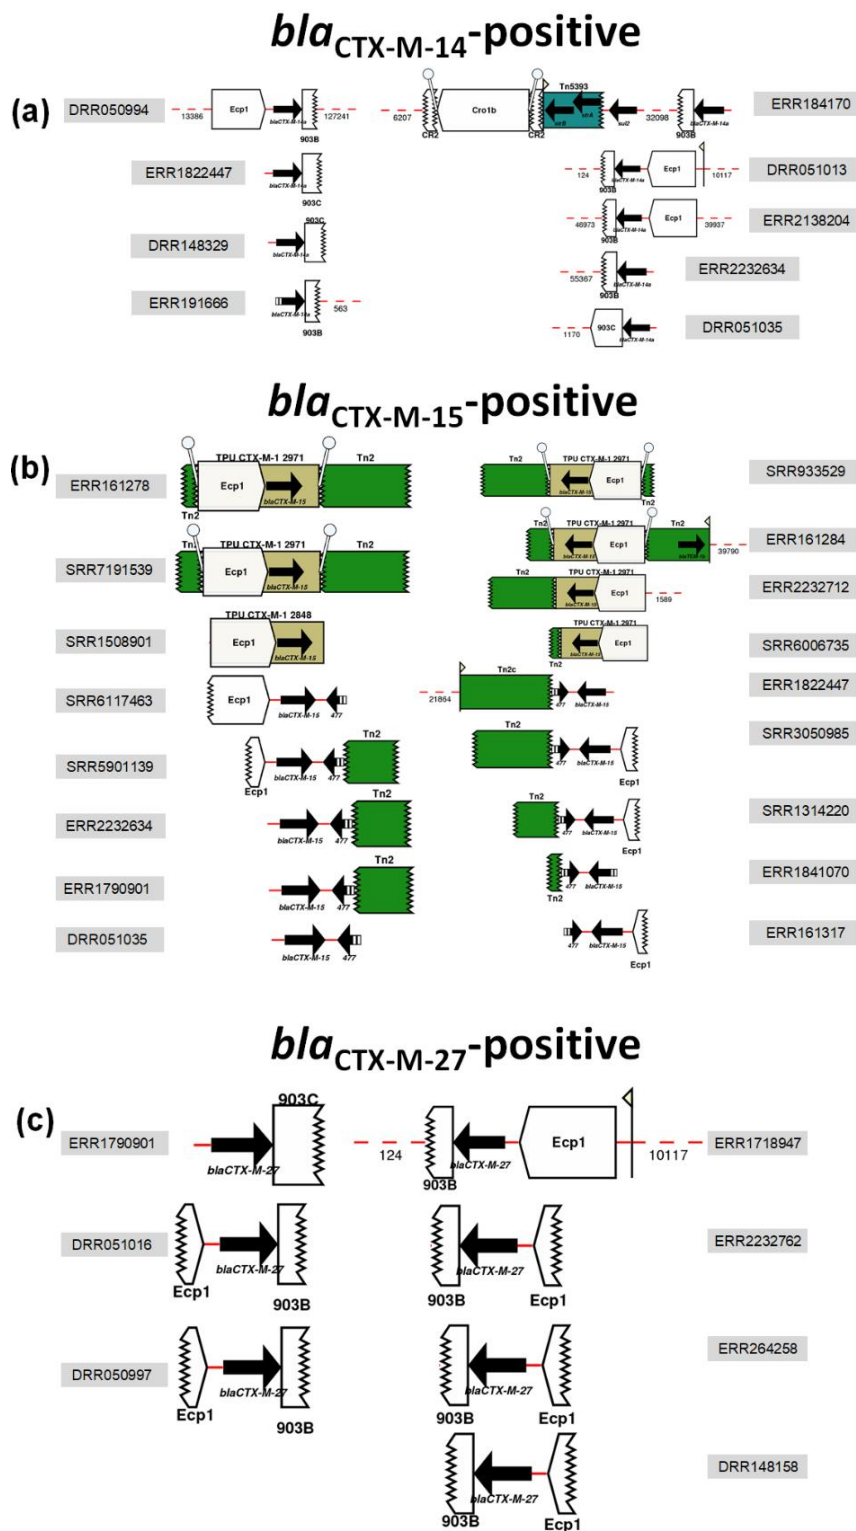 blaCTX-M-14-positive
(a)
DRR050994
13386
Ecp1
blaCTX-M-14a
903B
127241
6207
CR2
Cro1b
CR2
Tn5393
strB
strA
sul2
32098
903B
blaCTX-M-14a
ERR184170
ERR1822447
blaCTX-M-14a
903C
124
903B
blaCTX-M-14a
Ecp1
10117
DRR051013
DRR148329
903C
blaCTX-M-14a
46973
903B
blaCTX-M-14a
Ecp1
39937
ERR2138204
ERR191666
blaCTX-M-14a
903B
563
55367
903B
blaCTX-M-14a
ERR2232634
1170
903C
blaCTX-M-14a
DRR051035
blaCTX-M-15-positive
(b)
ERR161278
Tn2
TPU CTX-M-1 2971
Ecp1
blaCTX-M-15
Tn2
Tn2
TPU CTX-M-1 2971
blaCTX-M-15
Ecp1
Tn2
SRR933529
SRR7191539
Tn2
TPU CTX-M-1 2971
Ecp1
blaCTX-M-15
Tn2
Tn2
TPU CTX-M-1 2971
blaCTX-M-15
Ecp1
Tn2
39790
ERR161284
Tn2
TPU CTX-M-1 2971
blaCTX-M-15
Ecp1
1589
ERR2232712
SRR1508901
TPU CTX-M-1 2848
Ecp1
blaCTX-M-15
Tn2
TPU CTX-M-1 2971
blaCTX-M-15
Ecp1
SRR6006735
SRR6117463
Ecp1
blaCTX-M-15
477
21864
Tn2c
477
blaCTX-M-15
ERR1822447
SRR5901139
Ecp1
blaCTX-M-15
477
Tn2
Tn2
477
blaCTX-M-15
Ecp1
SRR3050985
ERR2232634
blaCTX-M-15
477
Tn2
Tn2
477
blaCTX-M-15
Ecp1
SRR1314220
ERR1790901
blaCTX-M-15
477
Tn2
Tn2
477
blaCTX-M-15
ERR1841070
DRR051035
blaCTX-M-15
477
477
blaCTX-M-15
Ecp1
ERR161317
blaCTX-M-27-positive
(c)
ERR1790901
blaCTX-M-27
903C
124
903B
blaCTX-M-27
Ecp1
10117
ERR1718947
DRR051016
Ecp1
blaCTX-M-27
903B
903B
blaCTX-M-27
Ecp1
ERR2232762
DRR050997
Ecp1
blaCTX-M-27
903B
903B
blaCTX-M-27
Ecp1
ERR264258
903B
blaCTX-M-27
Ecp1
DRR148158